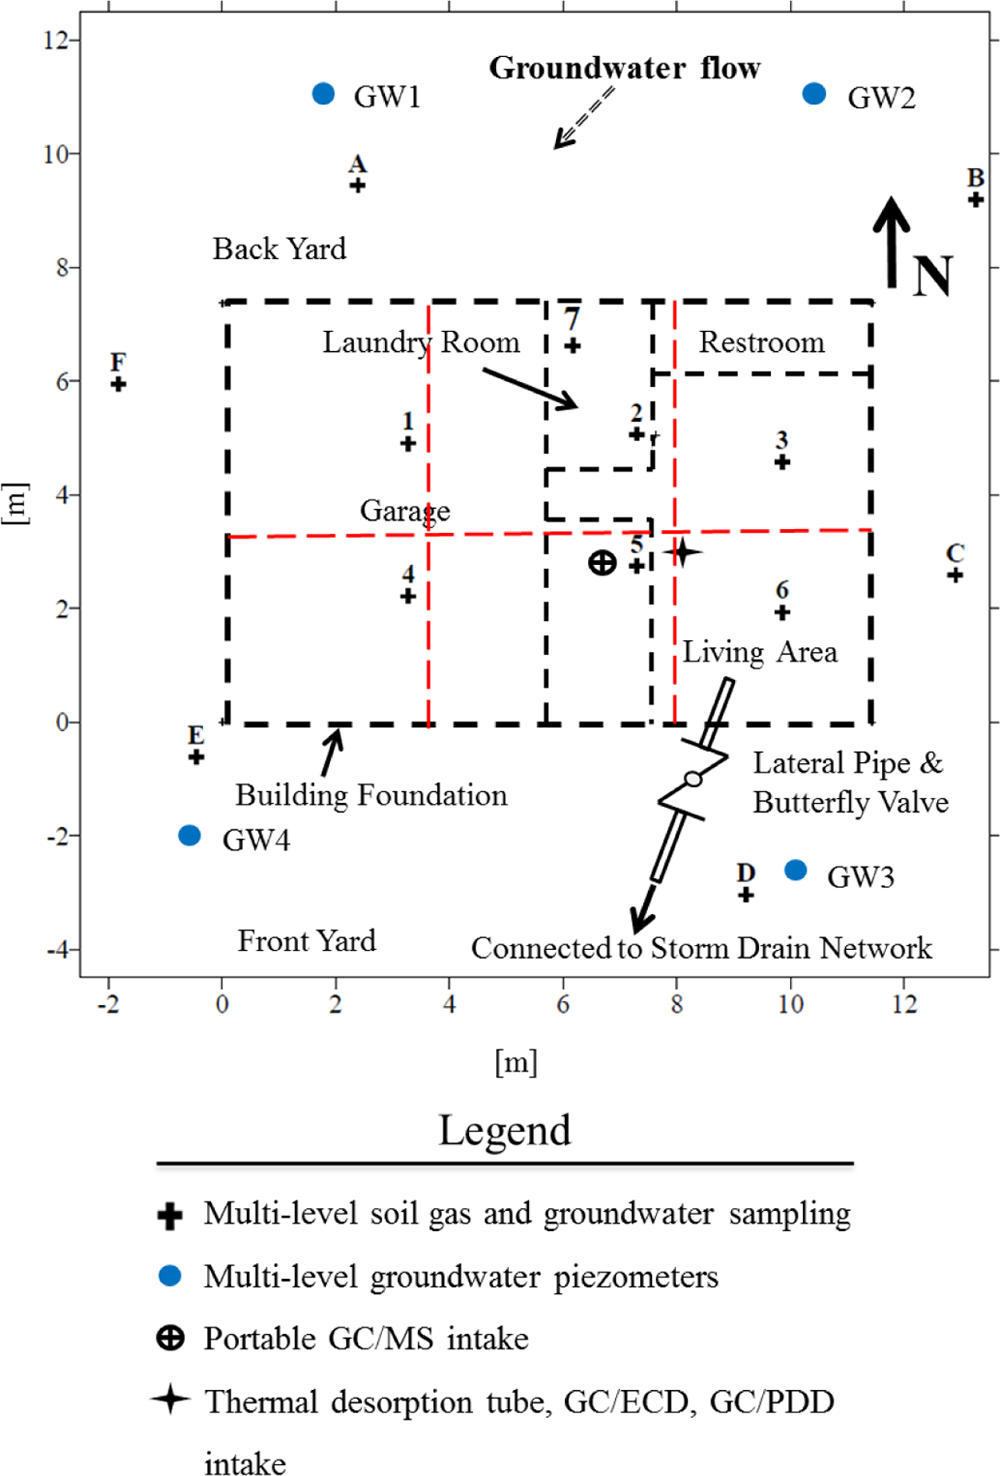 12
Groundwater flow
GW1
GW2
10
A
B
Back Yard
N
8
7
Laundry Room
Restroom
F
6
1
2
3
4
[m]
Garage
5
C
4
6
2
Living Area
0
E
Lateral Pipe &
Butterfly Valve
Building Foundation
-2
GW4
D
GW3
Front Yard
-4
Connected to Storm Drain Network
-2 0 2 4 6 8 10 12
[m]
Legend
Multi-level soil gas and groundwater sampling
Multi-level groundwater piezometers
Portable GC/MS intake
Thermal desorption tube, GC/ECD, GC/PDD
intake